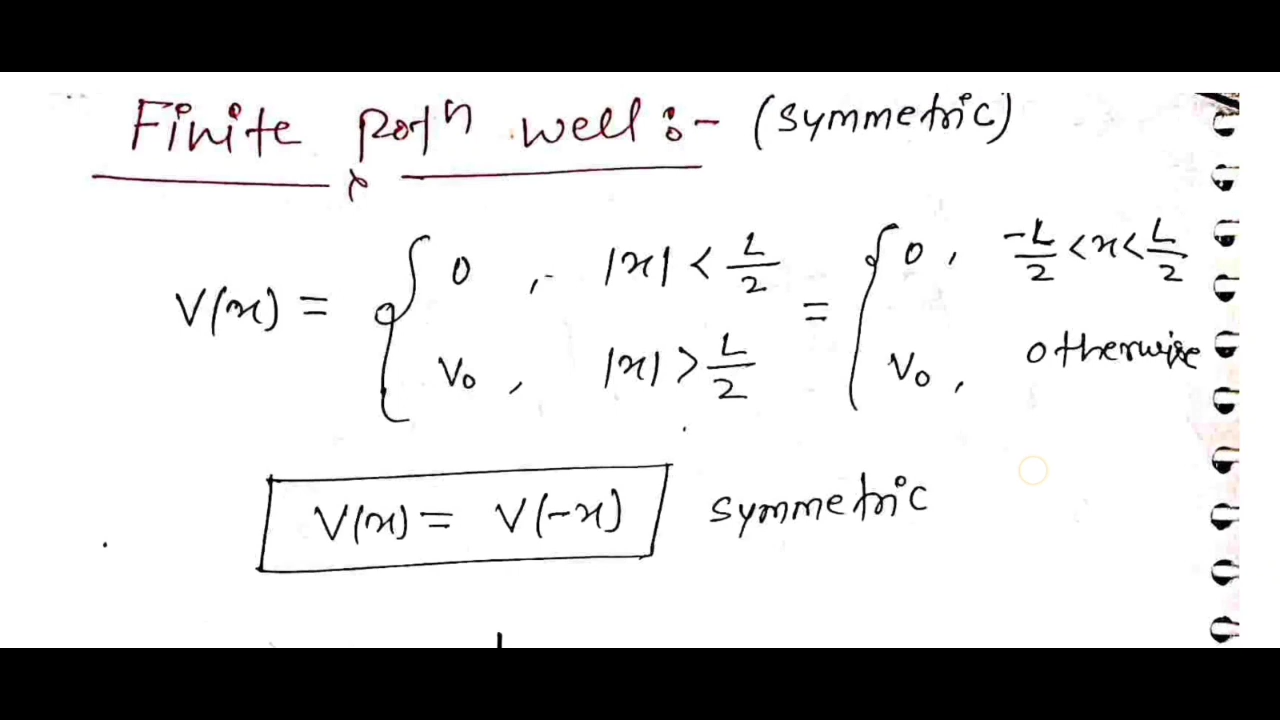 Finite potn well :- (symmetric)
V(x) = { 0 , |x| < L/2 = { 0 , -L/2 < x < L/2
V0 , |x| > L/2 V0 , otherwise
V(x) = V(-x) symmetric